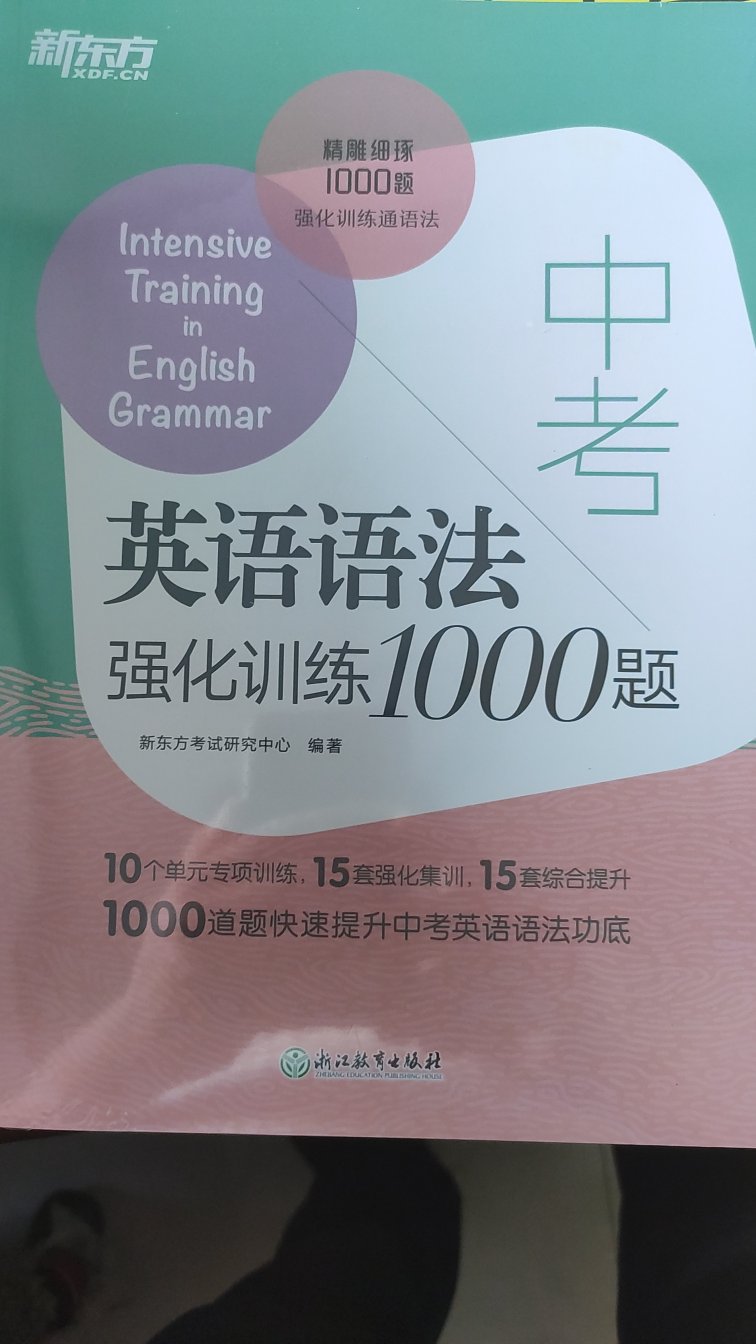 新东方
XDF.CN
精雕细琢
1000题
强化训练通语法
Intensive
Training
in
English
Grammar
中
考
英语语法
强化训练1000题
新东方考试研究中心 编著
10个单元专项训练, 15套强化集训, 15套综合提升
1000道题快速提升中考英语语法功底
浙江教育出版社
ZHEJIANG EDUCATION PUBLISHING HOUSE